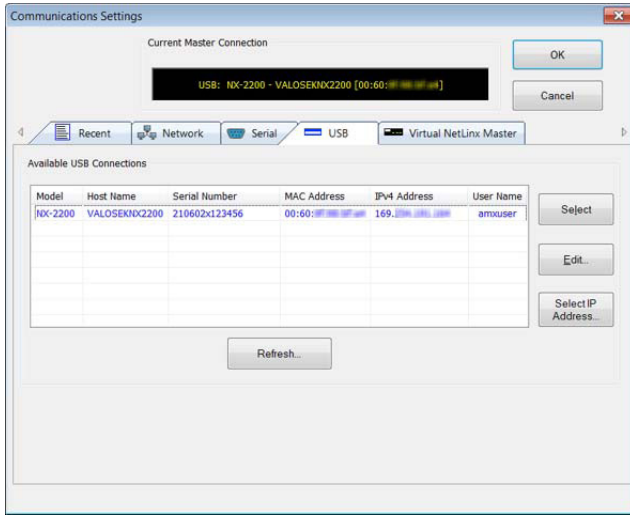 Communications Settings
Current Master Connection
USB: NX-2200 - VALOSEKNX2200 [00:60:
OK
Cancel
Recent
Network
Serial
USB
Virtual NetLinx Master
Available USB Connections
Model Host Name Serial Number MAC Address IPv4 Address User Name
NX-2200 VALOSEKNX2200 210602x123456 00:60: 169. amxuser
Select
Edit...
Select IP
Address...
Refresh...